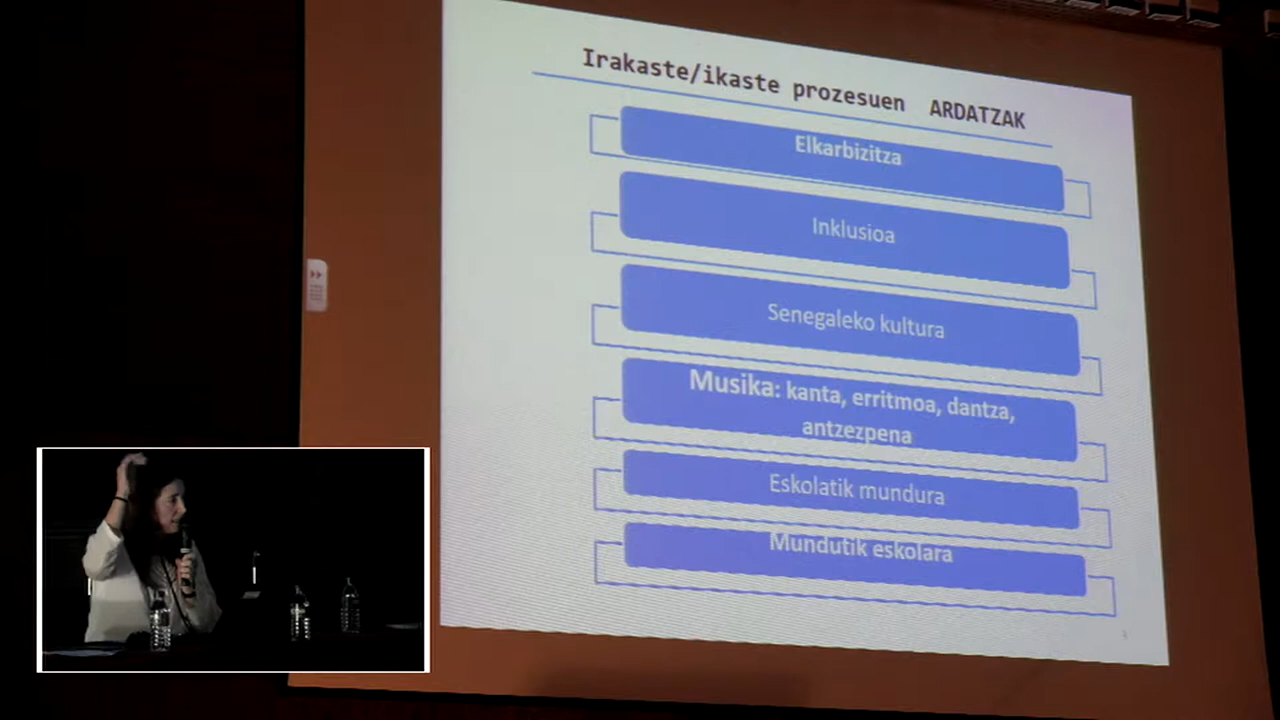 Irakaste/ikaste prozesuen ARDATZAK
Elkarbizitza
Inklusioa
Senegaleko kultura
Musika: kanta, erritmoa, dantza,
antzezpena
Eskolatik mundura
Mundutik eskolara